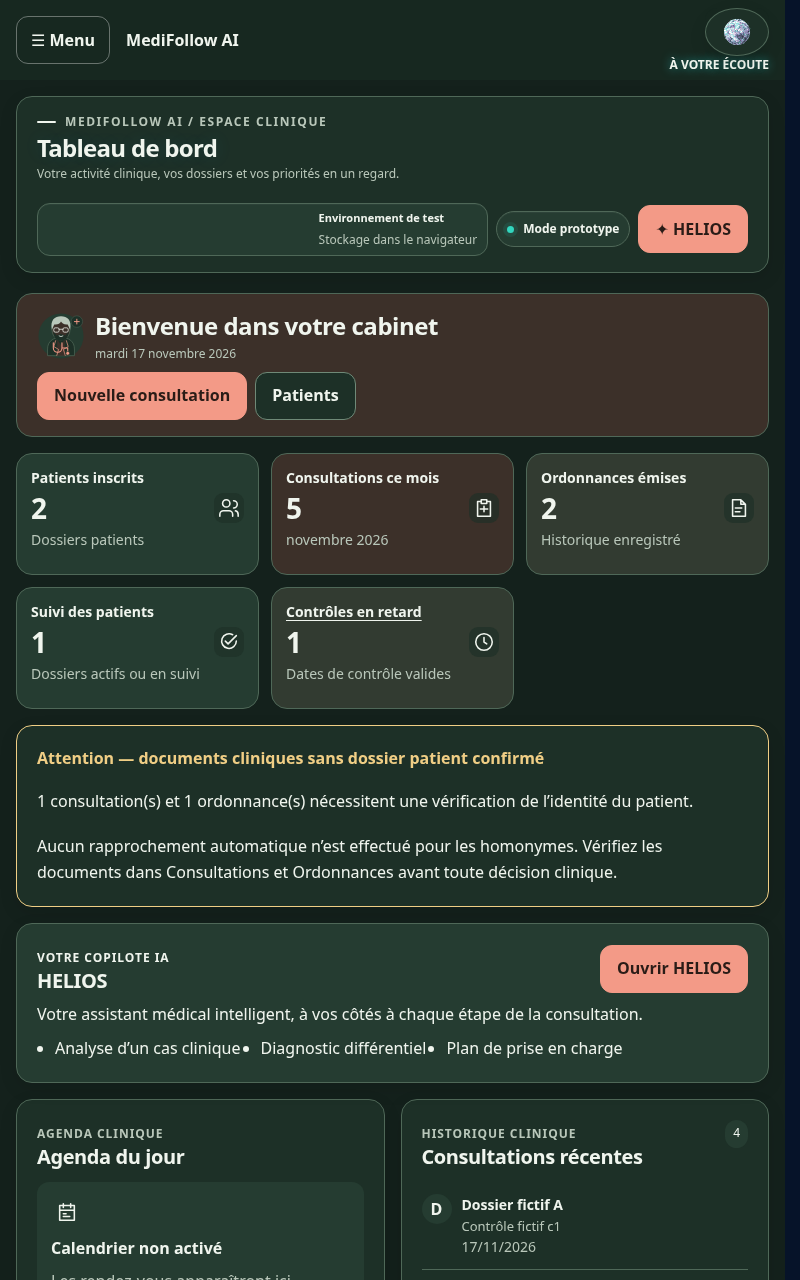 ☰ Menu
MediFollow AI
À VOTRE ÉCOUTE
MEDIFOLLOW AI / ESPACE CLINIQUE
Tableau de bord
Votre activité clinique, vos dossiers et vos priorités en un regard.
Environnement de test
Stockage dans le navigateur
Mode prototype
✦ HELIOS
Bienvenue dans votre cabinet
mardi 17 novembre 2026
Nouvelle consultation
Patients
Patients inscrits
2
Dossiers patients
Consultations ce mois
5
novembre 2026
Ordonnances émises
2
Historique enregistré
Suivi des patients
1
Dossiers actifs ou en suivi
Contrôles en retard
1
Dates de contrôle valides
Attention — documents cliniques sans dossier patient confirmé
1 consultation(s) et 1 ordonnance(s) nécessitent une vérification de l’identité du patient.
Aucun rapprochement automatique n’est effectué pour les homonymes. Vérifiez les
documents dans Consultations et Ordonnances avant toute décision clinique.
VOTRE COPILOTE IA
HELIOS
Ouvrir HELIOS
Votre assistant médical intelligent, à vos côtés à chaque étape de la consultation.
• Analyse d’un cas clinique • Diagnostic différentiel • Plan de prise en charge
AGENDA CLINIQUE
Agenda du jour
Calendrier non activé
Les rendez-vous apparaîtront ici
HISTORIQUE CLINIQUE
4
Consultations récentes
D
Dossier fictif A
Contrôle fictif c1
17/11/2026